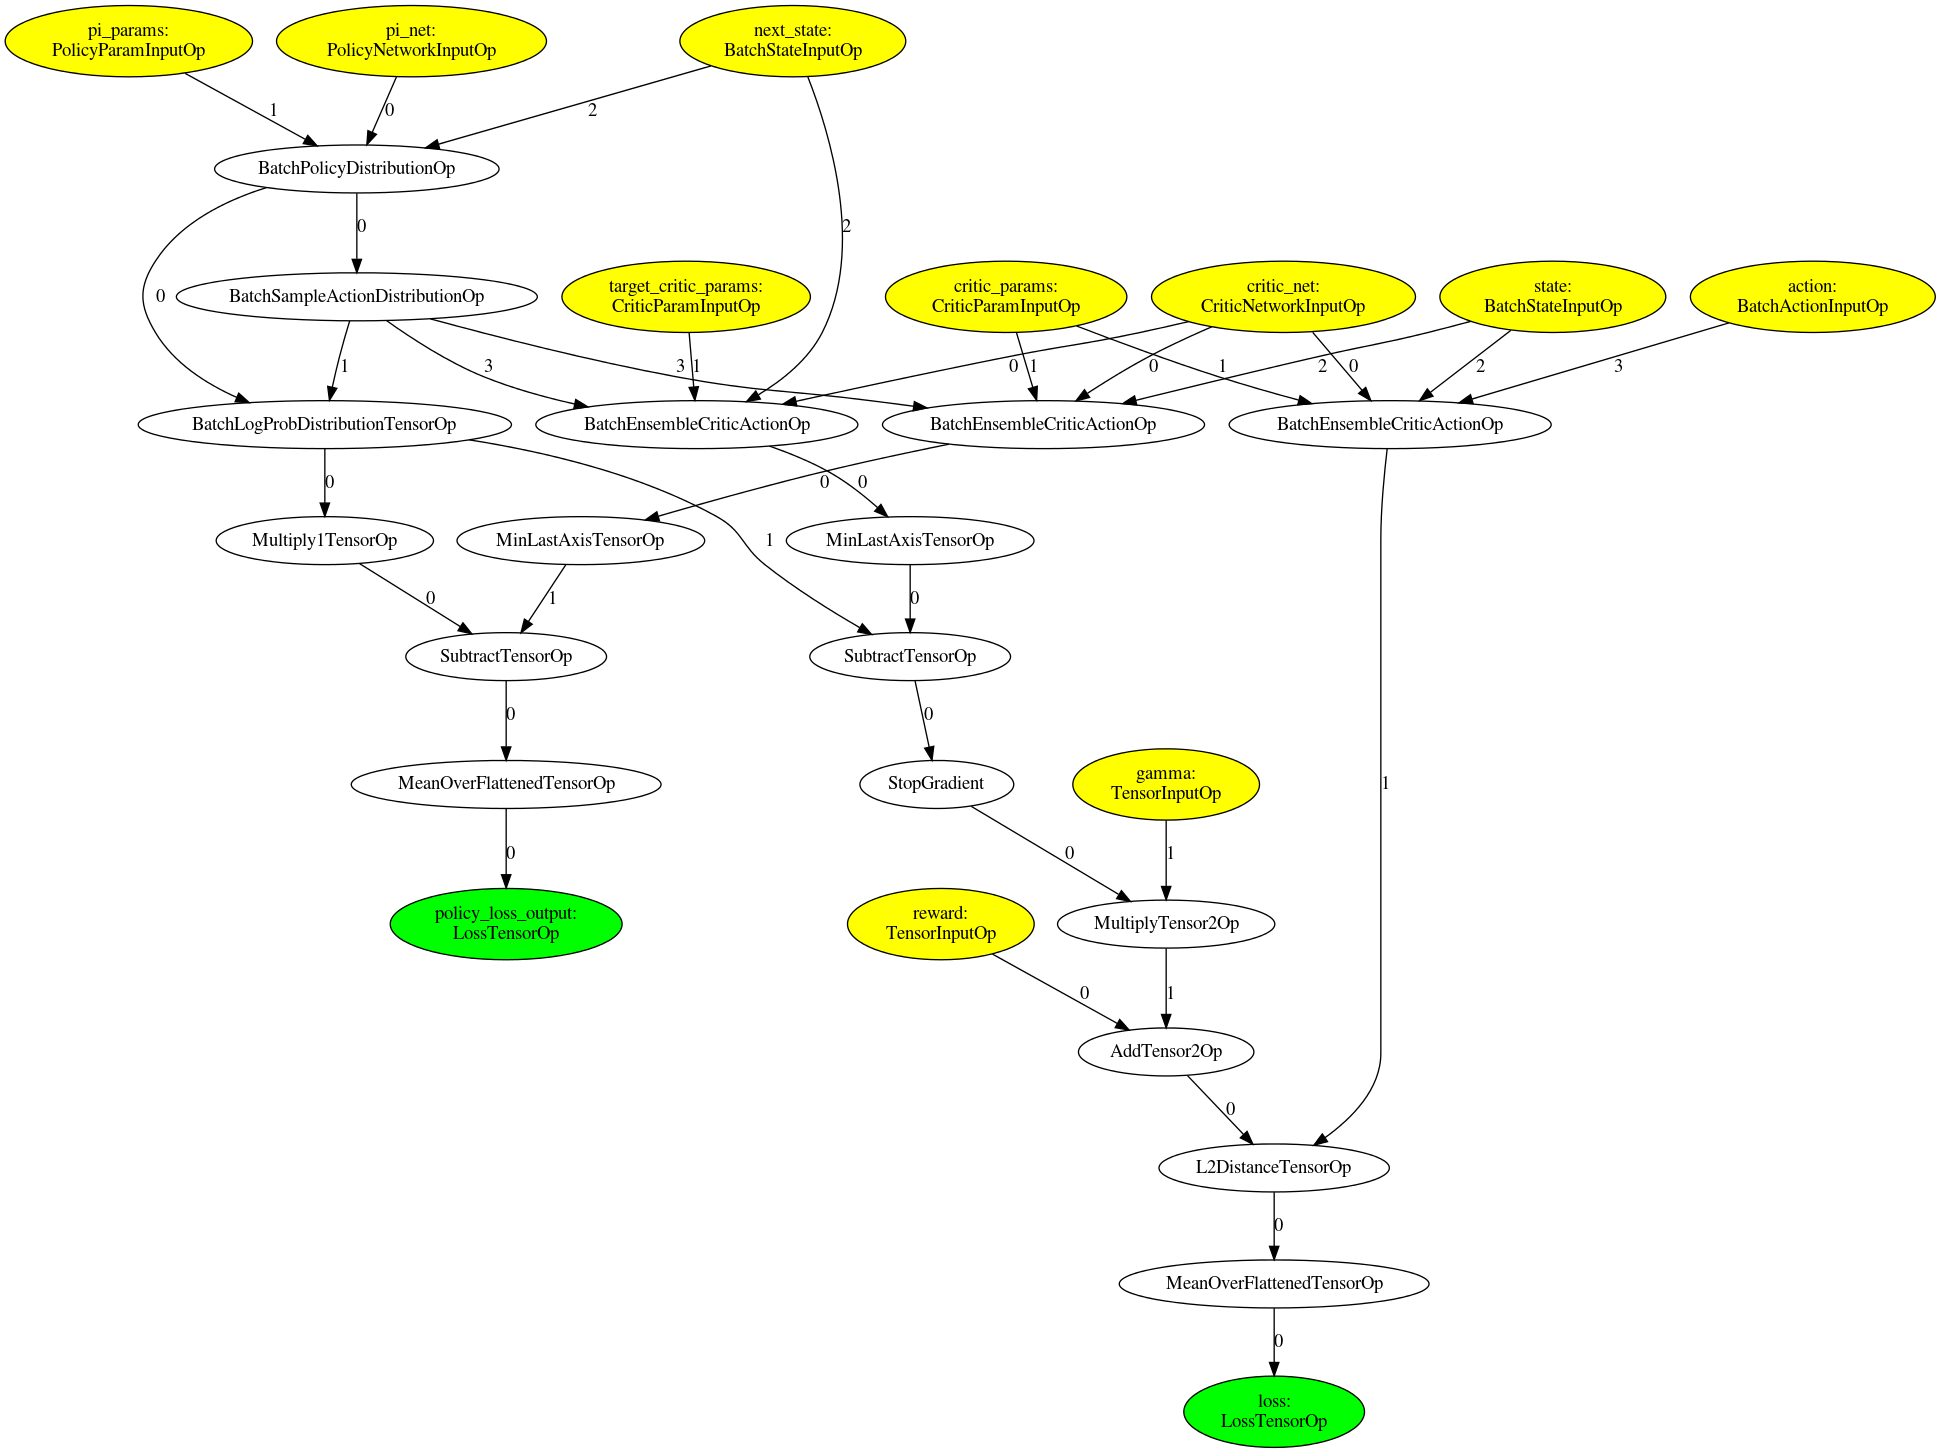 pi_params:
PolicyParamInputOp
pi_net:
PolicyNetworkInputOp
next_state:
BatchStateInputOp
1
0
2
BatchPolicyDistributionOp
0
2
0
BatchSampleActionDistributionOp
target_critic_params:
CriticParamInputOp
critic_params:
CriticParamInputOp
critic_net:
CriticNetworkInputOp
state:
BatchStateInputOp
action:
BatchActionInputOp
1
3
3
1
0
1
0
1
2
0
2
3
BatchLogProbDistributionTensorOp
BatchEnsembleCriticActionOp
BatchEnsembleCriticActionOp
BatchEnsembleCriticActionOp
0
0
0
Multiply1TensorOp
MinLastAxisTensorOp
1
MinLastAxisTensorOp
0
1
0
SubtractTensorOp
SubtractTensorOp
0
0
MeanOverFlattenedTensorOp
StopGradient
gamma:
TensorInputOp
1
0
0
1
policy_loss_output:
LossTensorOp
reward:
TensorInputOp
MultiplyTensor2Op
0
1
AddTensor2Op
0
L2DistanceTensorOp
0
MeanOverFlattenedTensorOp
0
loss:
LossTensorOp